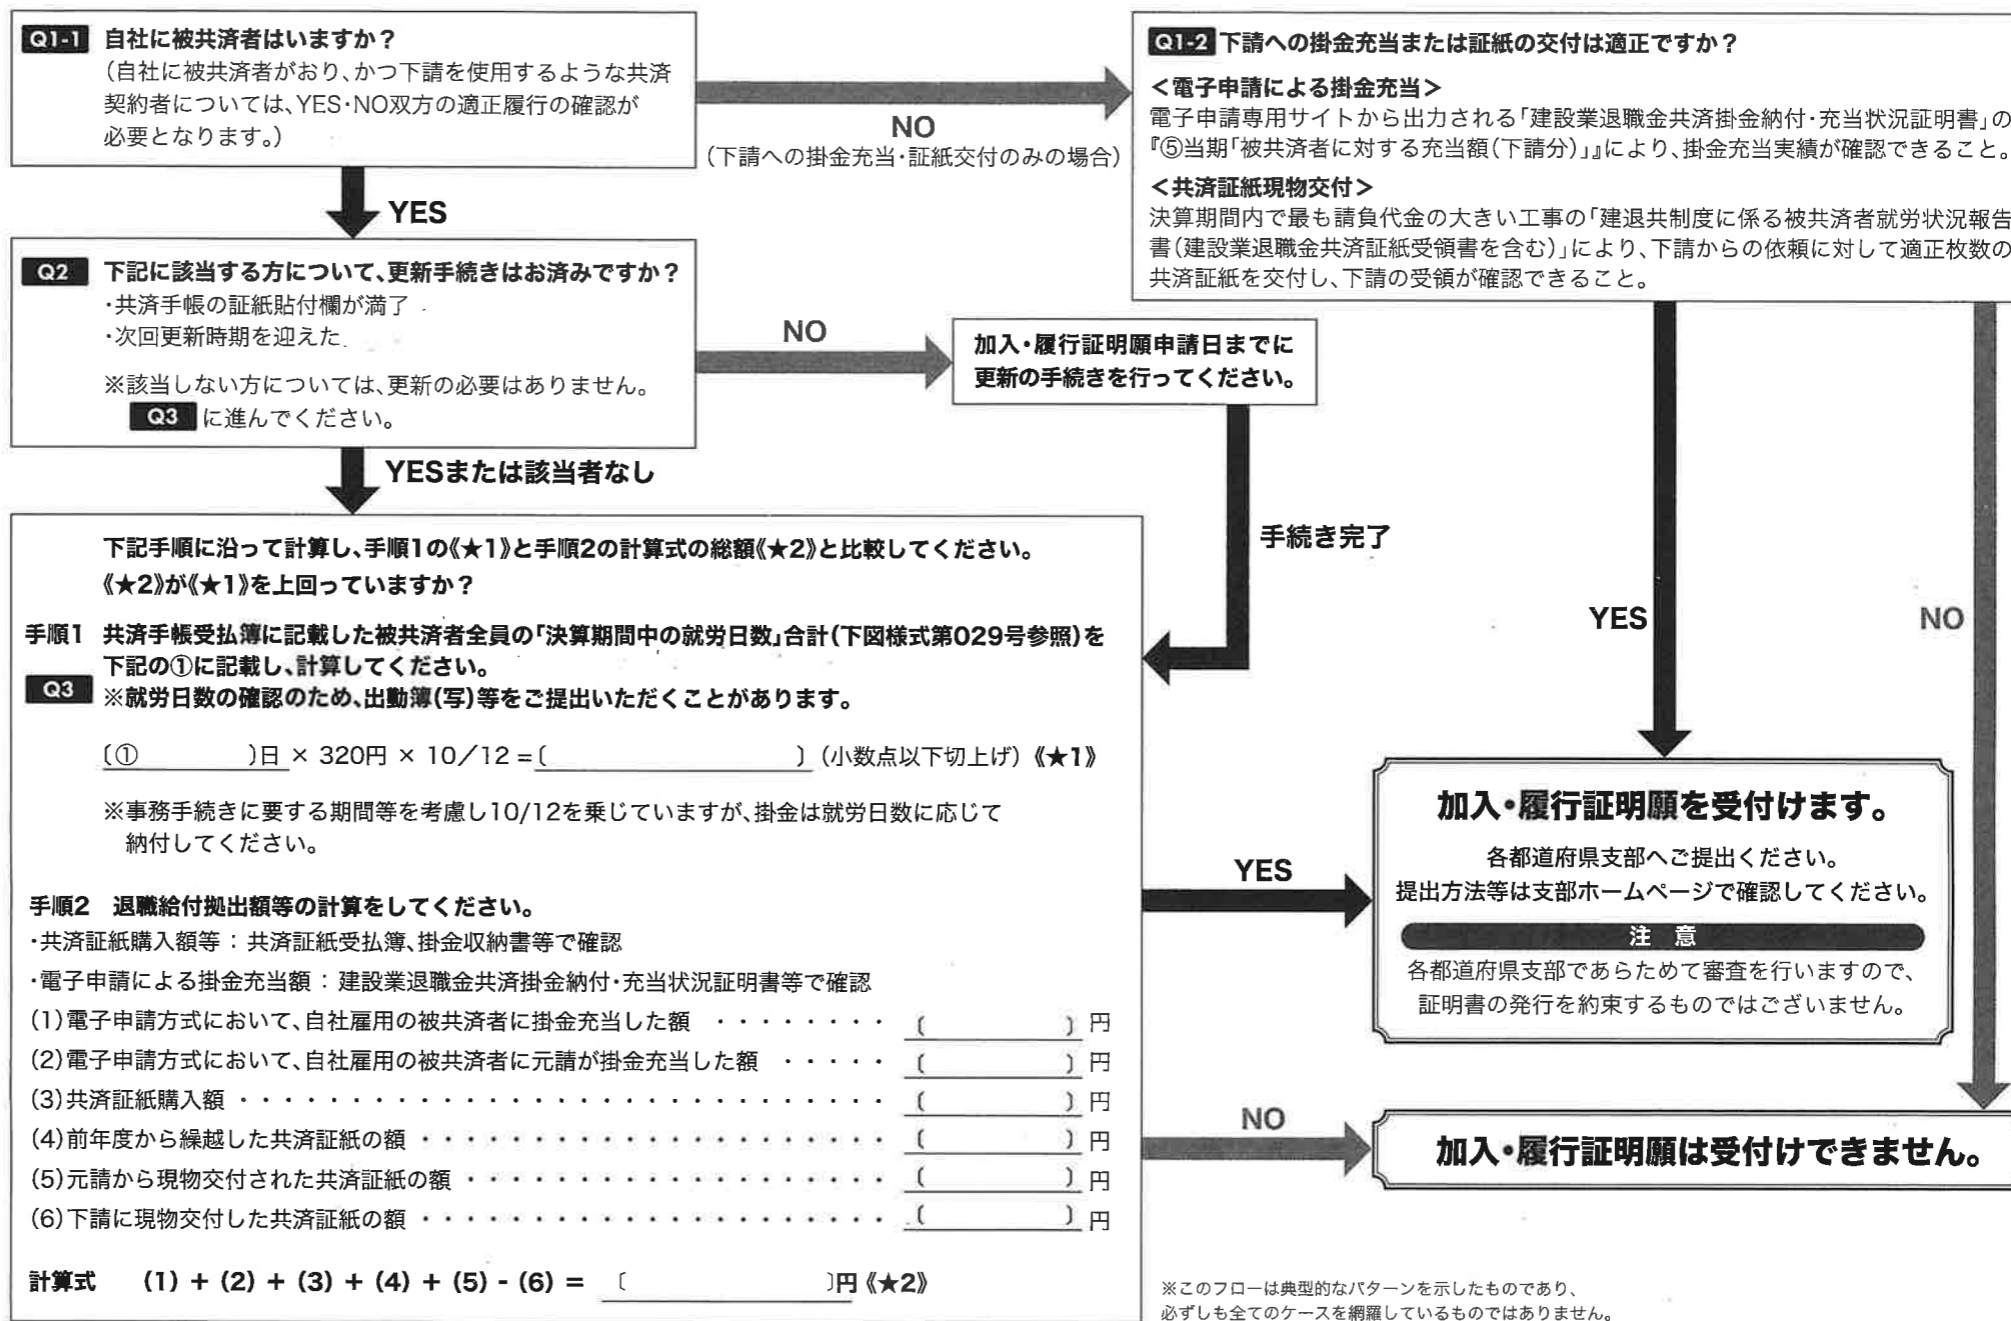 Q1-1 自社に被共済者はいますか？
（自社に被共済者がおり、かつ下請を使用するような共済
契約者については、YES・NO双方の適正履行の確認が
必要となります。）
NO
（下請への掛金充当・証紙交付のみの場合）
Q1-2 下請への掛金充当または証紙の交付は適正ですか？
＜電子申請による掛金充当＞
電子申請専用サイトから出力される「建設業退職金共済掛金納付・充当状況証明書」の
『⑤当期「被共済者に対する充当額（下請分）」』により、掛金充当実績が確認できること。
＜共済証紙現物交付＞
決算期間内で最も請負代金の大きい工事の「建退共制度に係る被共済者就労状況報告
書（建設業退職金共済証紙受領書を含む）」により、下請からの依頼に対して適正枚数の
共済証紙を交付し、下請の受領が確認できること。
YES
Q2 下記に該当する方について、更新手続きはお済みですか？
・共済手帳の証紙貼付欄が満了
・次回更新時期を迎えた
※該当しない方については、更新の必要はありません。
Q3 に進んでください。
NO
加入・履行証明願申請日までに
更新の手続きを行ってください。
YESまたは該当者なし
手続き完了
YES
NO
下記手順に沿って計算し、手順1の《★1》と手順2の計算式の総額《★2》と比較してください。
《★2》が《★1》を上回っていますか？
手順1 共済手帳受払簿に記載した被共済者全員の「決算期間中の就労日数」合計（下図様式第029号参照）を
下記の①に記載し、計算してください。
Q3 ※就労日数の確認のため、出勤簿（写）等をご提出いただくことがあります。
〔① 〕日 × 320円 × 10／12 =〔 〕（小数点以下切上げ）《★1》
※事務手続きに要する期間等を考慮し10/12を乗じていますが、掛金は就労日数に応じて
納付してください。
手順2 退職給付拠出額等の計算をしてください。
・共済証紙購入額等：共済証紙受払簿、掛金収納書等で確認
・電子申請による掛金充当額：建設業退職金共済掛金納付・充当状況証明書等で確認
(1)電子申請方式において、自社雇用の被共済者に掛金充当した額 ・・・・・・・・ 〔 〕円
(2)電子申請方式において、自社雇用の被共済者に元請が掛金充当した額 ・・・・・ 〔 〕円
(3)共済証紙購入額 ・・・・・・・・・・・・・・・・・・・・・・・・・・・・ 〔 〕円
(4)前年度から繰越した共済証紙の額 ・・・・・・・・・・・・・・・・・・・・ 〔 〕円
(5)元請から現物交付された共済証紙の額 ・・・・・・・・・・・・・・・・・・ 〔 〕円
(6)下請に現物交付した共済証紙の額 ・・・・・・・・・・・・・・・・・・・・ 〔 〕円
計算式 (1) + (2) + (3) + (4) + (5) - (6) = 〔 〕円《★2》
YES
加入・履行証明願を受付けます。
各都道府県支部へご提出ください。
提出方法等は支部ホームページで確認してください。
注 意
各都道府県支部であらためて審査を行いますので、
証明書の発行を約束するものではございません。
NO
加入・履行証明願は受付けできません。
※このフローは典型的なパターンを示したものであり、
必ずしも全てのケースを網羅しているものではありません。